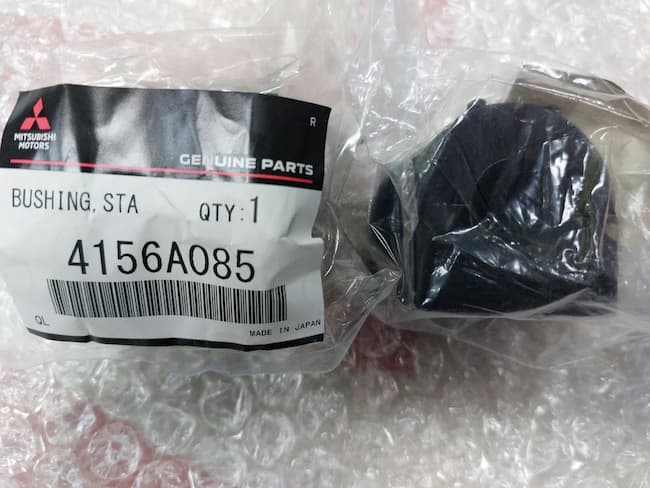 R
MITSUBISHI
MOTORS
GENUINE PARTS
BUSHING, STA QTY:1
4156A085
QL
MADE IN JAPAN